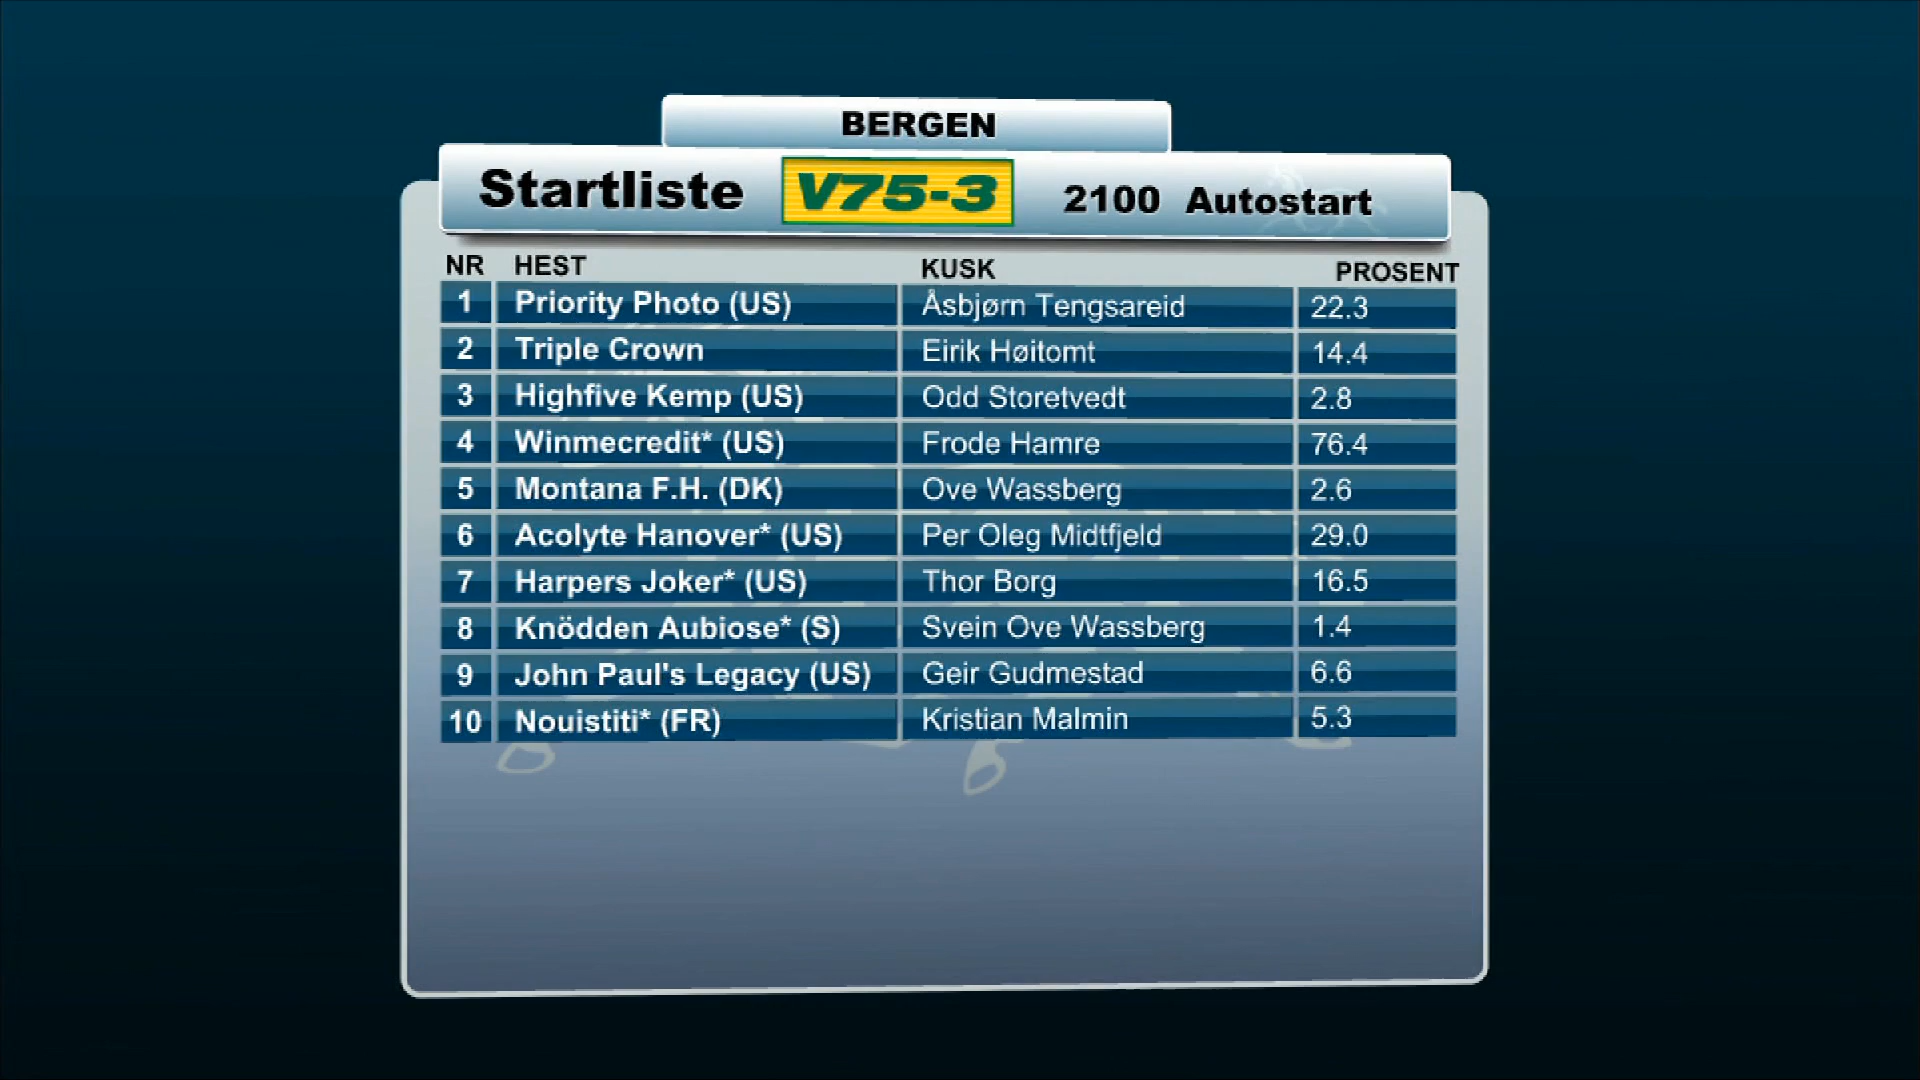 BERGEN
Startliste V75-3 2100 Autostart
NR HEST KUSK PROSENT
1 Priority Photo (US) Åsbjørn Tengsareid 22.3
2 Triple Crown Eirik Høitomt 14.4
3 Highfive Kemp (US) Odd Storetvedt 2.8
4 Winmecredit* (US) Frode Hamre 76.4
5 Montana F.H. (DK) Ove Wassberg 2.6
6 Acolyte Hanover* (US) Per Oleg Midtfjeld 29.0
7 Harpers Joker* (US) Thor Borg 16.5
8 Knödden Aubiose* (S) Svein Ove Wassberg 1.4
9 John Paul's Legacy (US) Geir Gudmestad 6.6
10 Nouistiti* (FR) Kristian Malmin 5.3